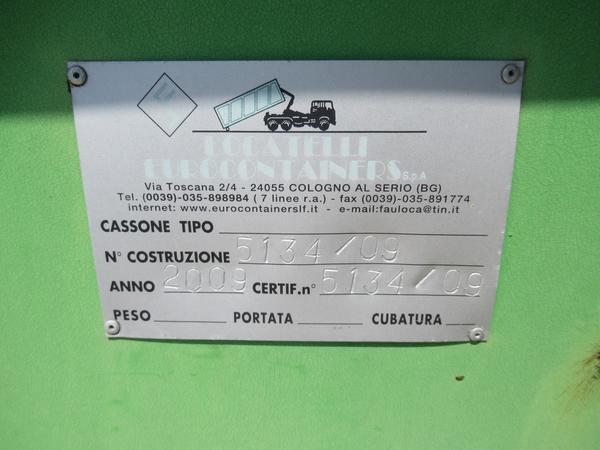 LOCATELLI
EUROCONTAINERS S.p.A
Via Toscana 2/4 - 24055 COLOGNO AL SERIO (BG)
Tel. (0039)-035-898984 ( 7 linee r.a.) - fax (0039)-035-891774
internet: www.eurocontainerslf.it - e-mail:fauloca@tin.it
CASSONE TIPO
N° COSTRUZIONE 5134/09
ANNO 2009 CERTIF.n° 5134/09
PESO PORTATA CUBATURA